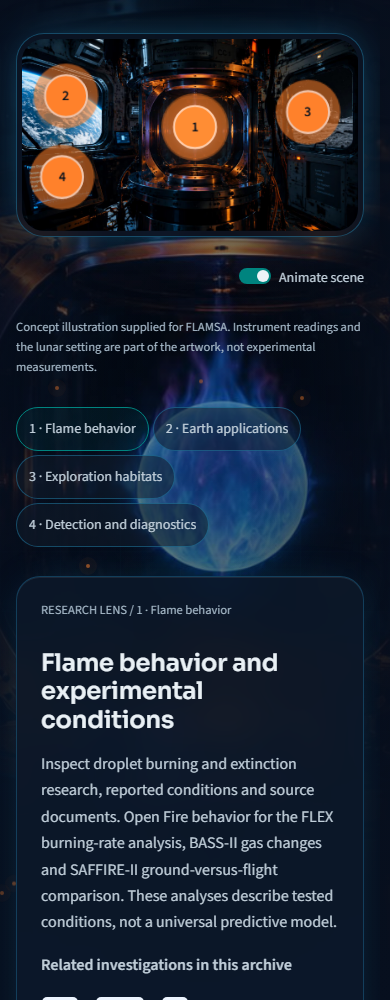 2
1
3
4
Animate scene
Concept illustration supplied for FLAMSA. Instrument readings and
the lunar setting are part of the artwork, not experimental
measurements.
1 · Flame behavior
2 · Earth applications
3 · Exploration habitats
4 · Detection and diagnostics
RESEARCH LENS / 1 · Flame behavior
Flame behavior and
experimental
conditions
Inspect droplet burning and extinction
research, reported conditions and source
documents. Open Fire behavior for the FLEX
burning-rate analysis, BASS-II gas changes
and SAFFIRE-II ground-versus-flight
comparison. These analyses describe tested
conditions, not a universal predictive model.
Related investigations in this archive